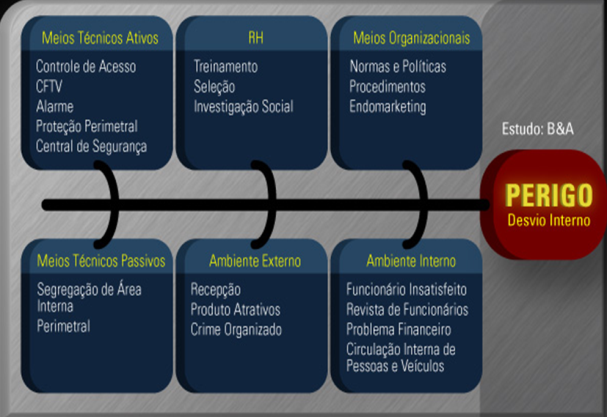 Meios Técnicos Ativos
Controle de Acesso
CFTV
Alarme
Proteção Perimetral
Central de Segurança
RH
Treinamento
Seleção
Investigação Social
Meios Organizacionais
Normas e Políticas
Procedimentos
Endomarketing
Estudo: B&A
PERIGO
Desvio Interno
Meios Técnicos Passivos
Segregação de Área
Interna
Perimetral
Ambiente Externo
Recepção
Produto Atrativos
Crime Organizado
Ambiente Interno
Funcionário Insatisfeito
Revista de Funcionários
Problema Financeiro
Circulação Interna de
Pessoas e Veículos